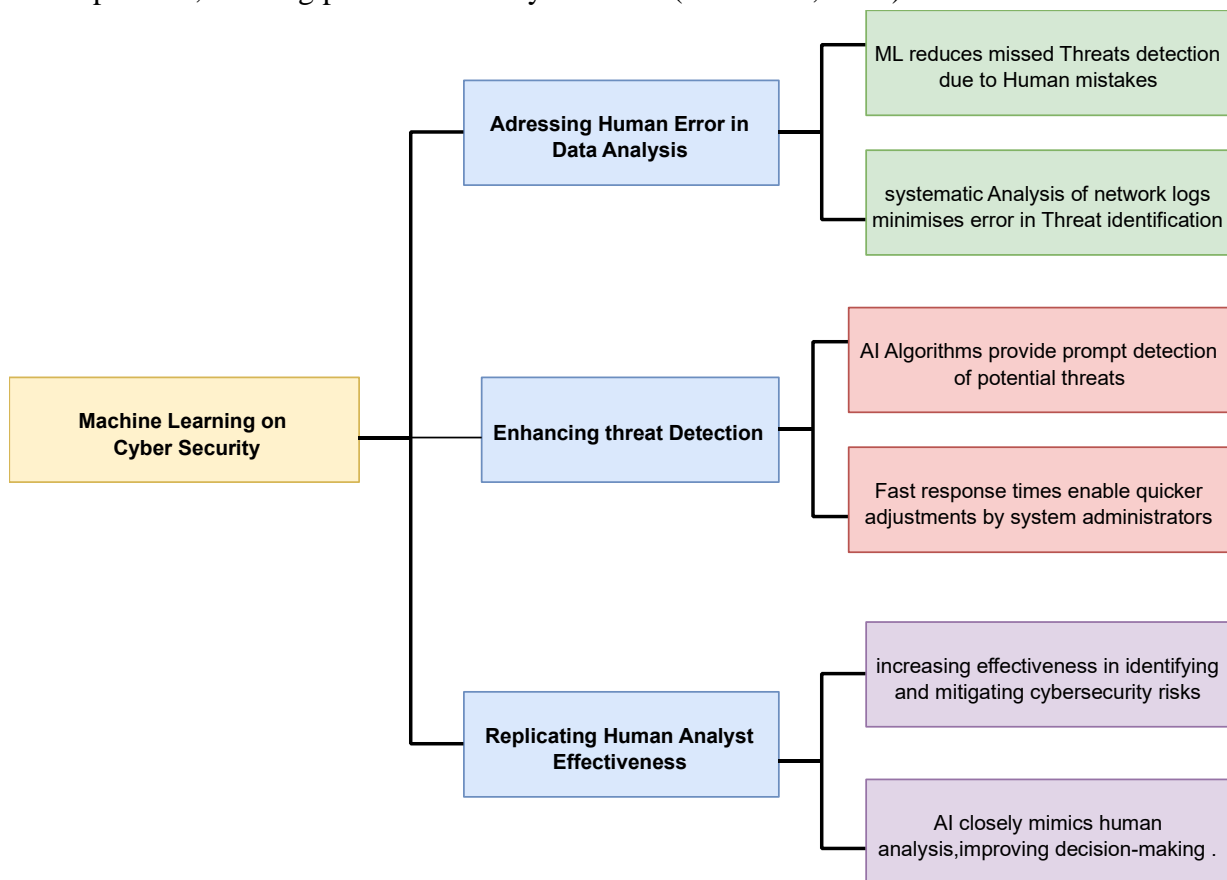 ML reduces missed Threats detection
due to Human mistakes
Adressing Human Error in
Data Analysis
systematic Analysis of network logs
minimises error in Threat identification
AI Algorithms provide prompt detection
of potential threats
Machine Learning on
Cyber Security
Enhancing threat Detection
Fast response times enable quicker
adjustments by system administrators
increasing effectiveness in identifying
and mitigating cybersecurity risks
Replicating Human Analyst
Effectiveness
AI closely mimics human
analysis,improving decision-making .